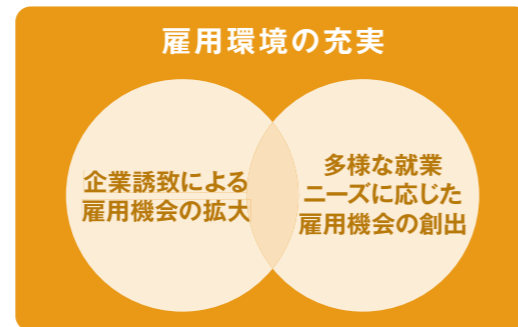 雇用環境の充実
企業誘致による
雇用機会の拡大
多様な就業
ニーズに応じた
雇用機会の創出